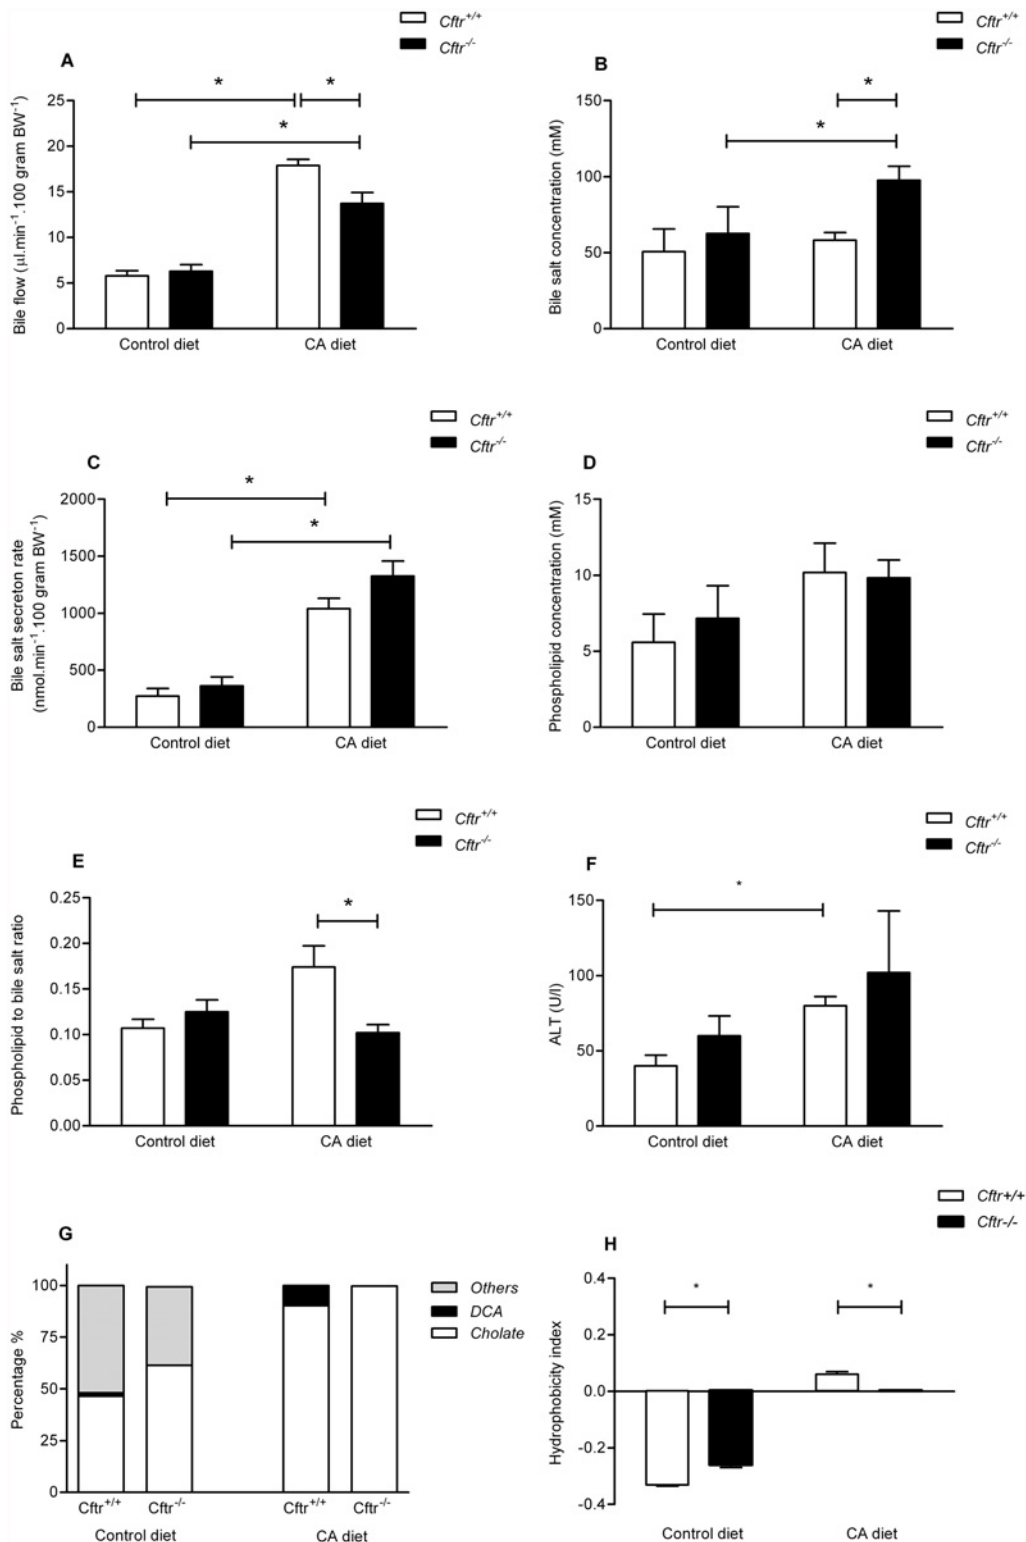 Cftr+/+
Cftr-/-
A
*
*
*
Bile flow (μl.min-1.100 gram BW-1)
25
20
15
10
5
0
Control diet
CA diet
Cftr+/+
Cftr-/-
B
*
*
Bile salt concentration (mM)
150
100
50
0
Control diet
CA diet
Cftr+/+
Cftr-/-
C
*
*
Bile salt secreton rate
(nmol.min-1.100 gram BW-1)
2000
1500
1000
500
0
Control diet
CA diet
Cftr+/+
Cftr-/-
D
Phospholipid concentration (mM)
15
10
5
0
Control diet
CA diet
Cftr+/+
Cftr-/-
E
*
Phospholipid to bile salt ratio
0.25
0.20
0.15
0.10
0.05
0.00
Control diet
CA diet
Cftr+/+
Cftr-/-
F
*
ALT (U/l)
150
100
50
0
Control diet
CA diet
G
Percentage %
100
75
50
25
0
Others
DCA
Cholate
Cftr+/+ Cftr-/- Cftr+/+ Cftr-/-
Control diet
CA diet
Cftr+/+
Cftr-/-
H
*
*
Hydrophobicity index
0.4
0.2
0.0
-0.2
-0.4
Control diet
CA diet